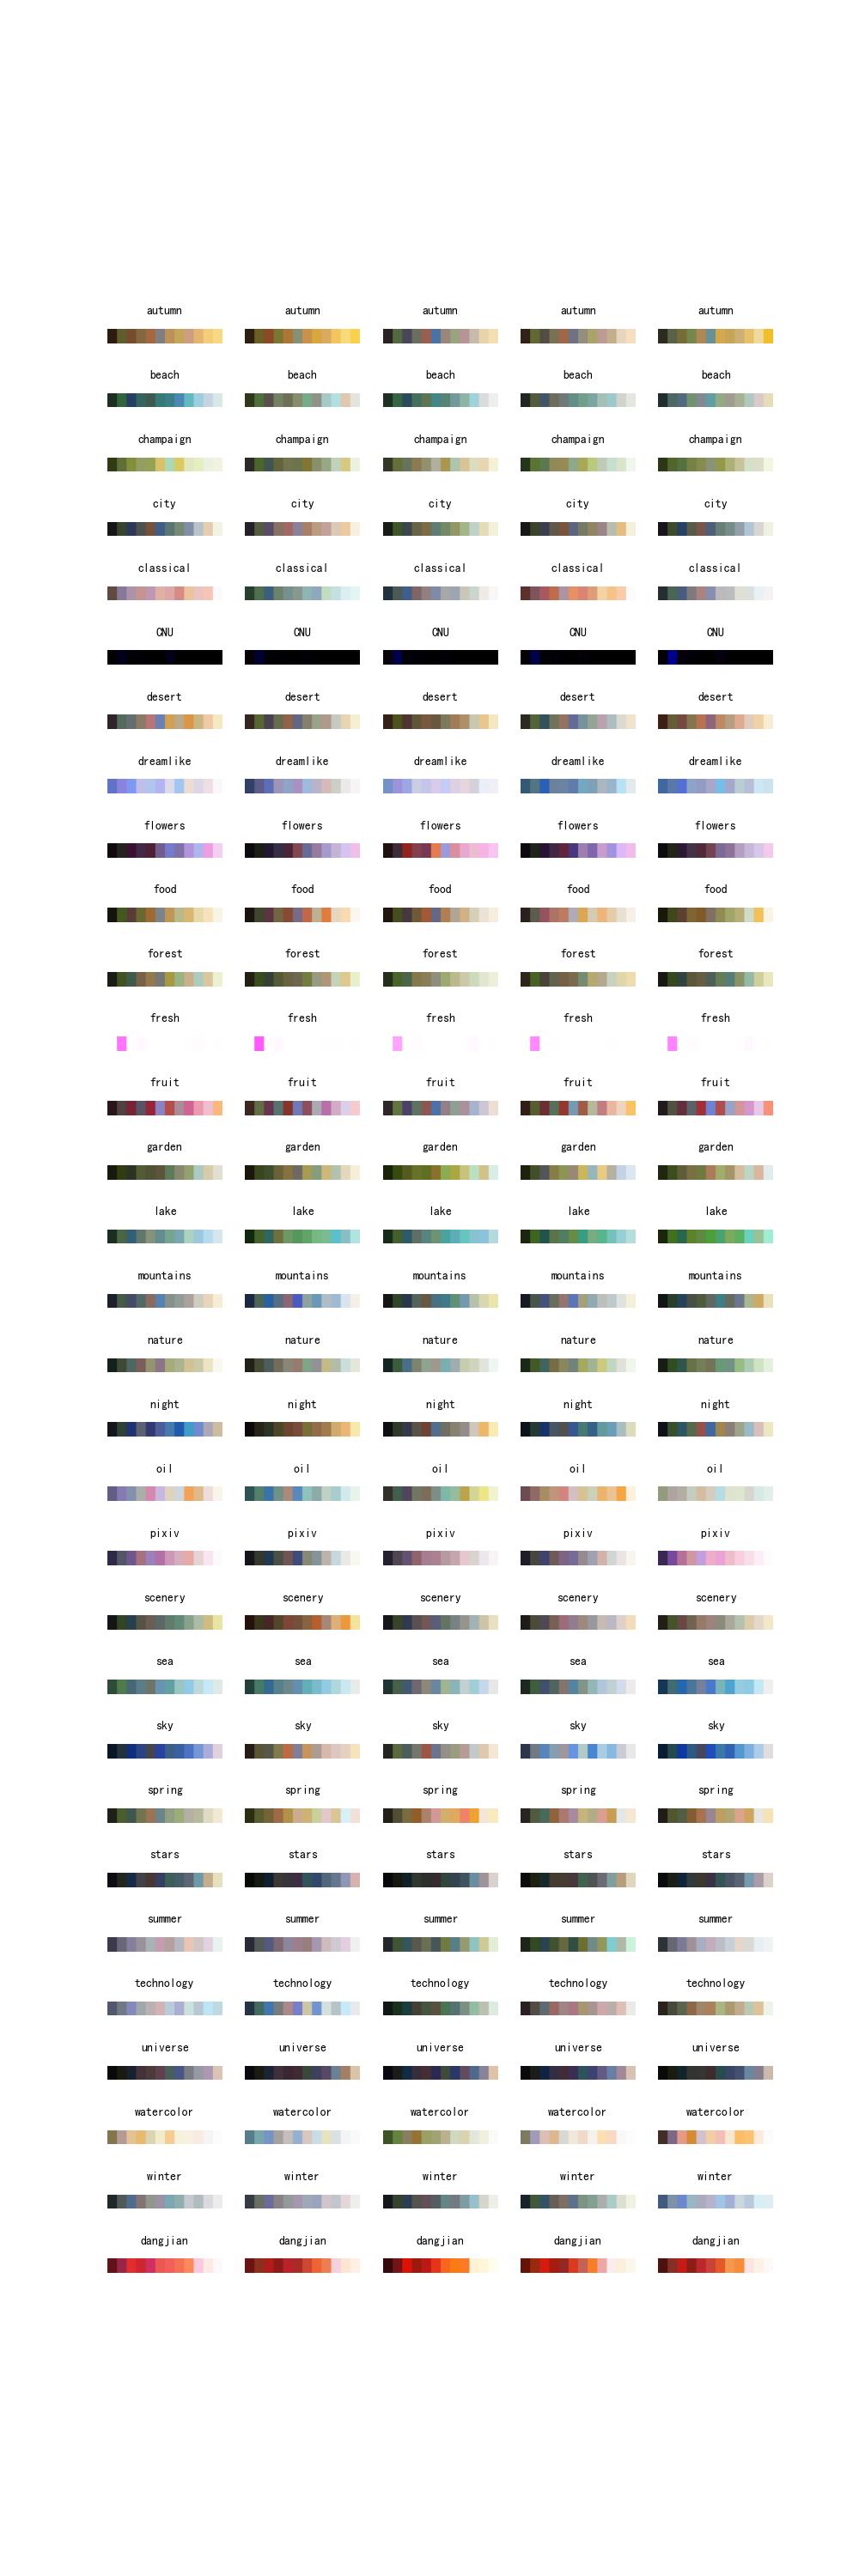 autumn autumn autumn autumn autumn
beach beach beach beach beach
champaign champaign champaign champaign champaign
city city city city city
classical classical classical classical classical
CNU CNU CNU CNU CNU
desert desert desert desert desert
dreamlike dreamlike dreamlike dreamlike dreamlike
flowers flowers flowers flowers flowers
food food food food food
forest forest forest forest forest
fresh fresh fresh fresh fresh
fruit fruit fruit fruit fruit
garden garden garden garden garden
lake lake lake lake lake
mountains mountains mountains mountains mountains
nature nature nature nature nature
night night night night night
oil oil oil oil oil
pixiv pixiv pixiv pixiv pixiv
scenery scenery scenery scenery scenery
sea sea sea sea sea
sky sky sky sky sky
spring spring spring spring spring
stars stars stars stars stars
summer summer summer summer summer
technology technology technology technology technology
universe universe universe universe universe
watercolor watercolor watercolor watercolor watercolor
winter winter winter winter winter
dangjian dangjian dangjian dangjian dangjian